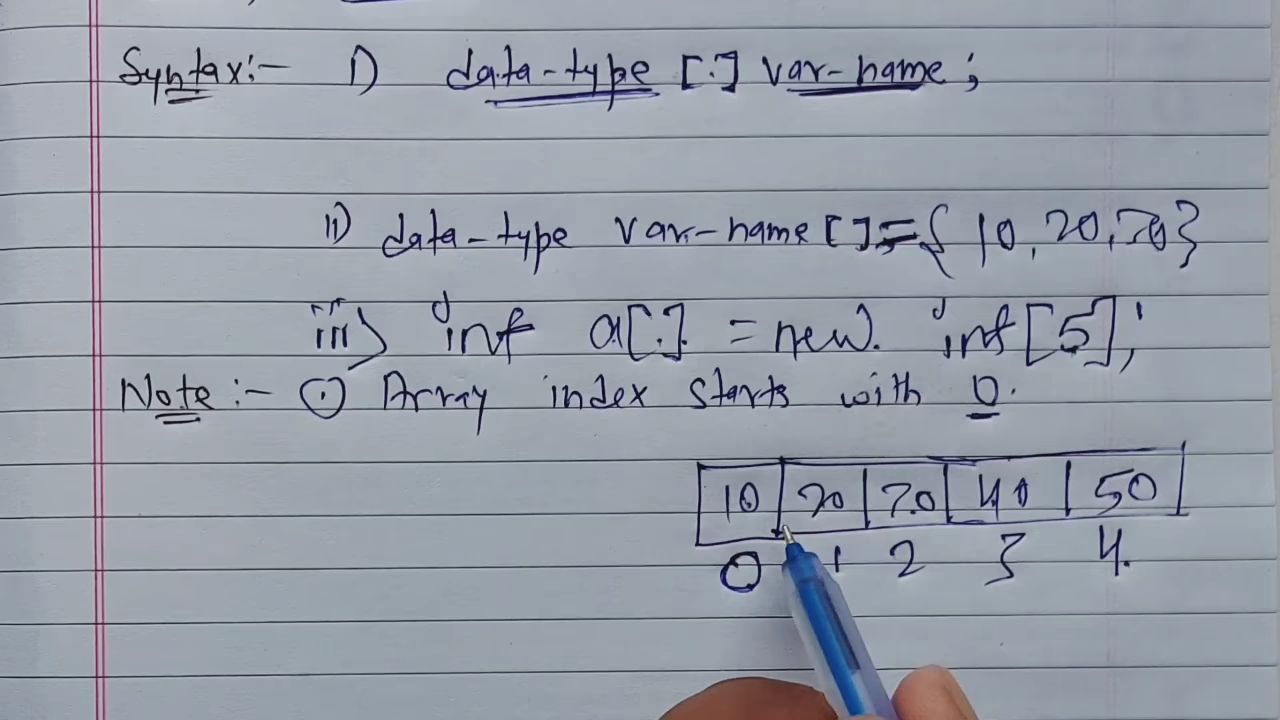 Syntax:- i) data-type [.] var-name;
ii) data-type var-name[]={ 10, 20, 30}
iii) int a[.]. = new. int[5];
Note:- ① Array index starts with 0.
10 20 30 40 50
0 1 2 3 4.